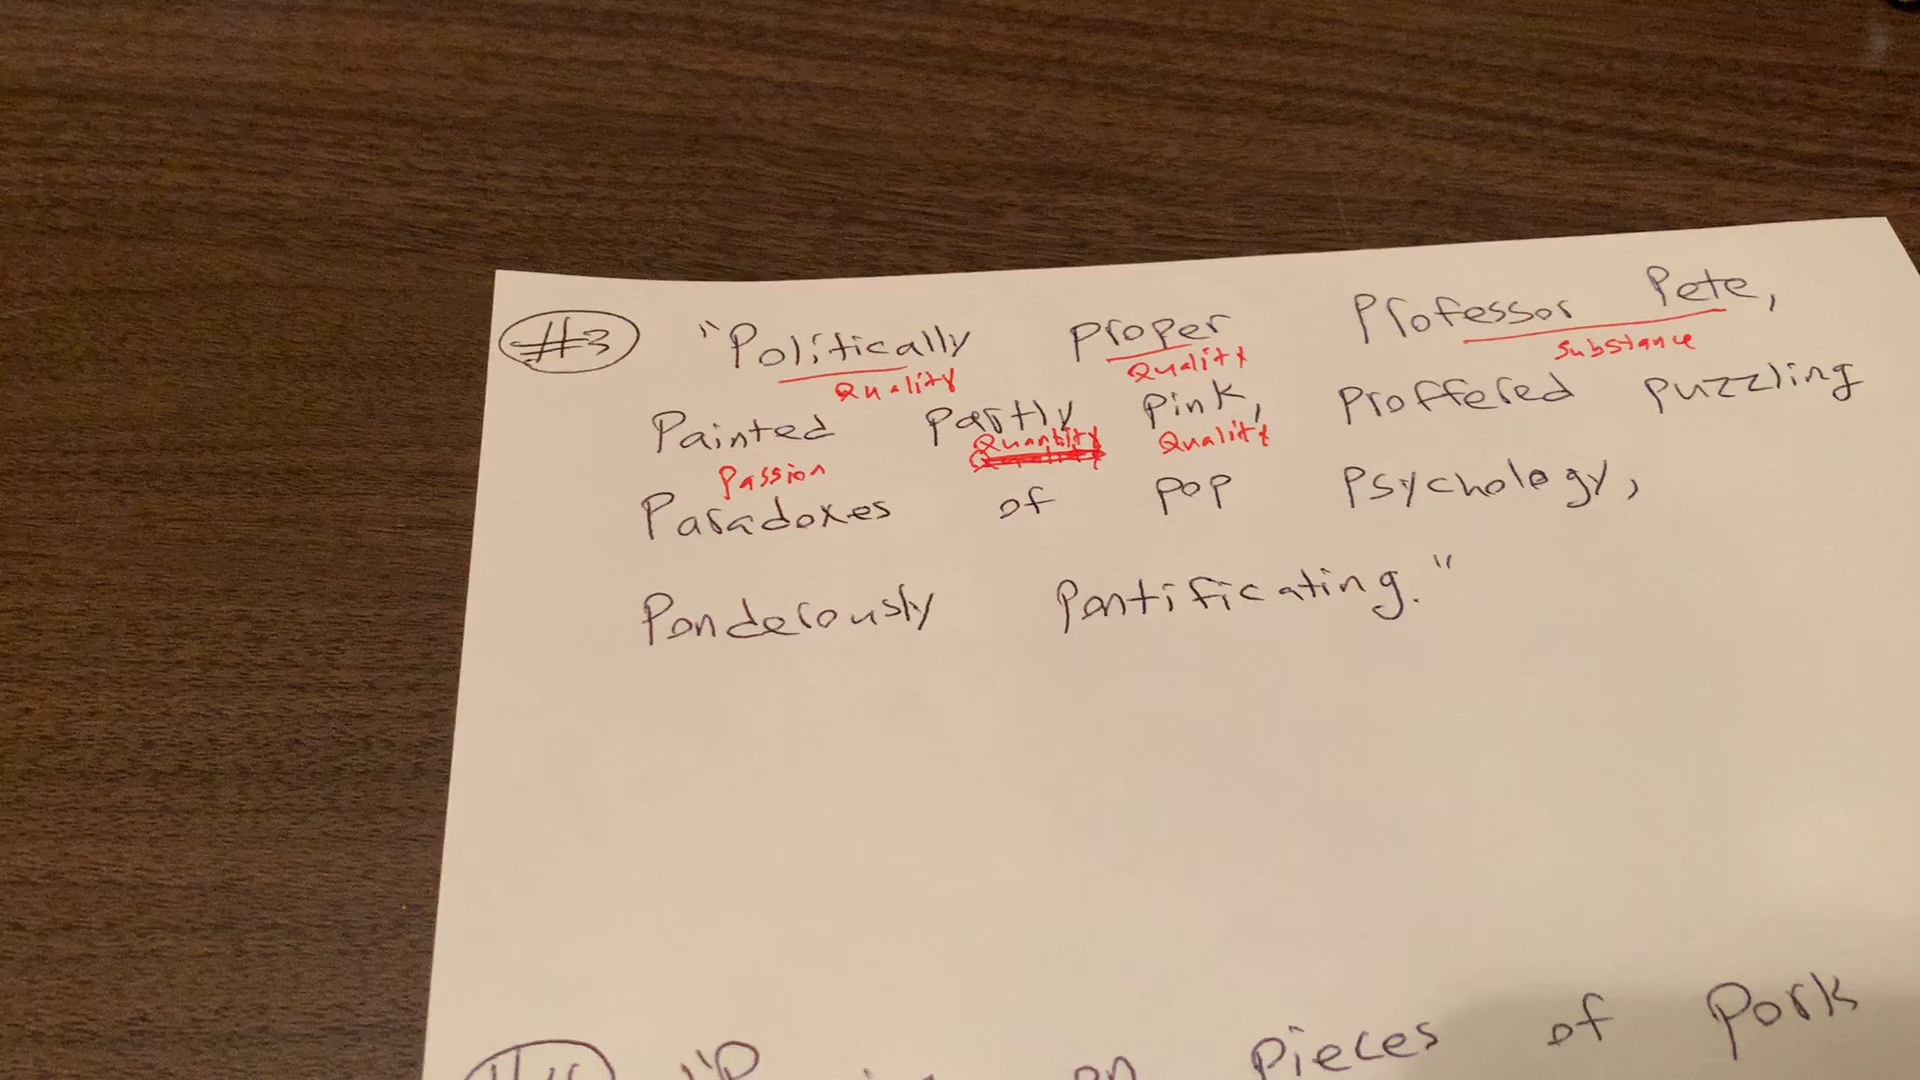 #3 "Politically Proper Professor Pete,
Quality Quality Substance
Painted Partly Pink, Proffered Puzzling
Passion Quantity Quality
Paradoxes of Pop Psychology,
Ponderously Pontificating."
on Pieces of Pork